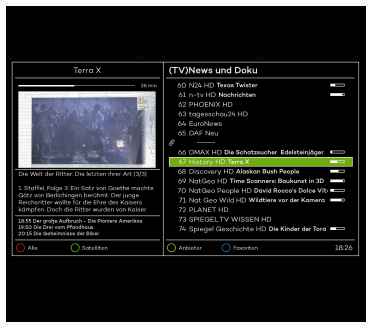 Terra X
26 min
Die Welt der Ritter. Die letzten ihrer Art (3/3)
1. Staffel, Folge 3: Ein Satz von Goethe machte
Götz von Berlichingen berühmt. Der junge
Reichsritter wollte für die Ehre des Kaisers
kämpfen. Doch die Ritter wurden von Kaiser
18:55 Der große Aufbruch - Die Pioniere Amerikas
19:50 Die Drei vom Pfandhaus
20:15 Die Geheimnisse der Bibel
Alle
Satelliten
(TV)News und Doku
60 N24 HD Texas Twister
61 n-tv HD Nachrichten
62 PHOENIX HD
63 tagesschau24 HD
64 EuroNews
65 DAF Neu
66 DMAX HD Die Schatzsucher Edelsteinjäger
67 History HD Terra X
68 Discovery HD Alaskan Bush People
69 NatGeo HD Time Scanners: Baukunst in 3D
70 NatGeo People HD David Rocco's Dolce Vita
71 Nat Geo Wild HD Wildtiere vor der Kamera
72 PLANET HD
73 SPIEGEL TV WISSEN HD
74 Spiegel Geschichte HD Die Kinder der Tora
Anbieter
Favoriten
18:26